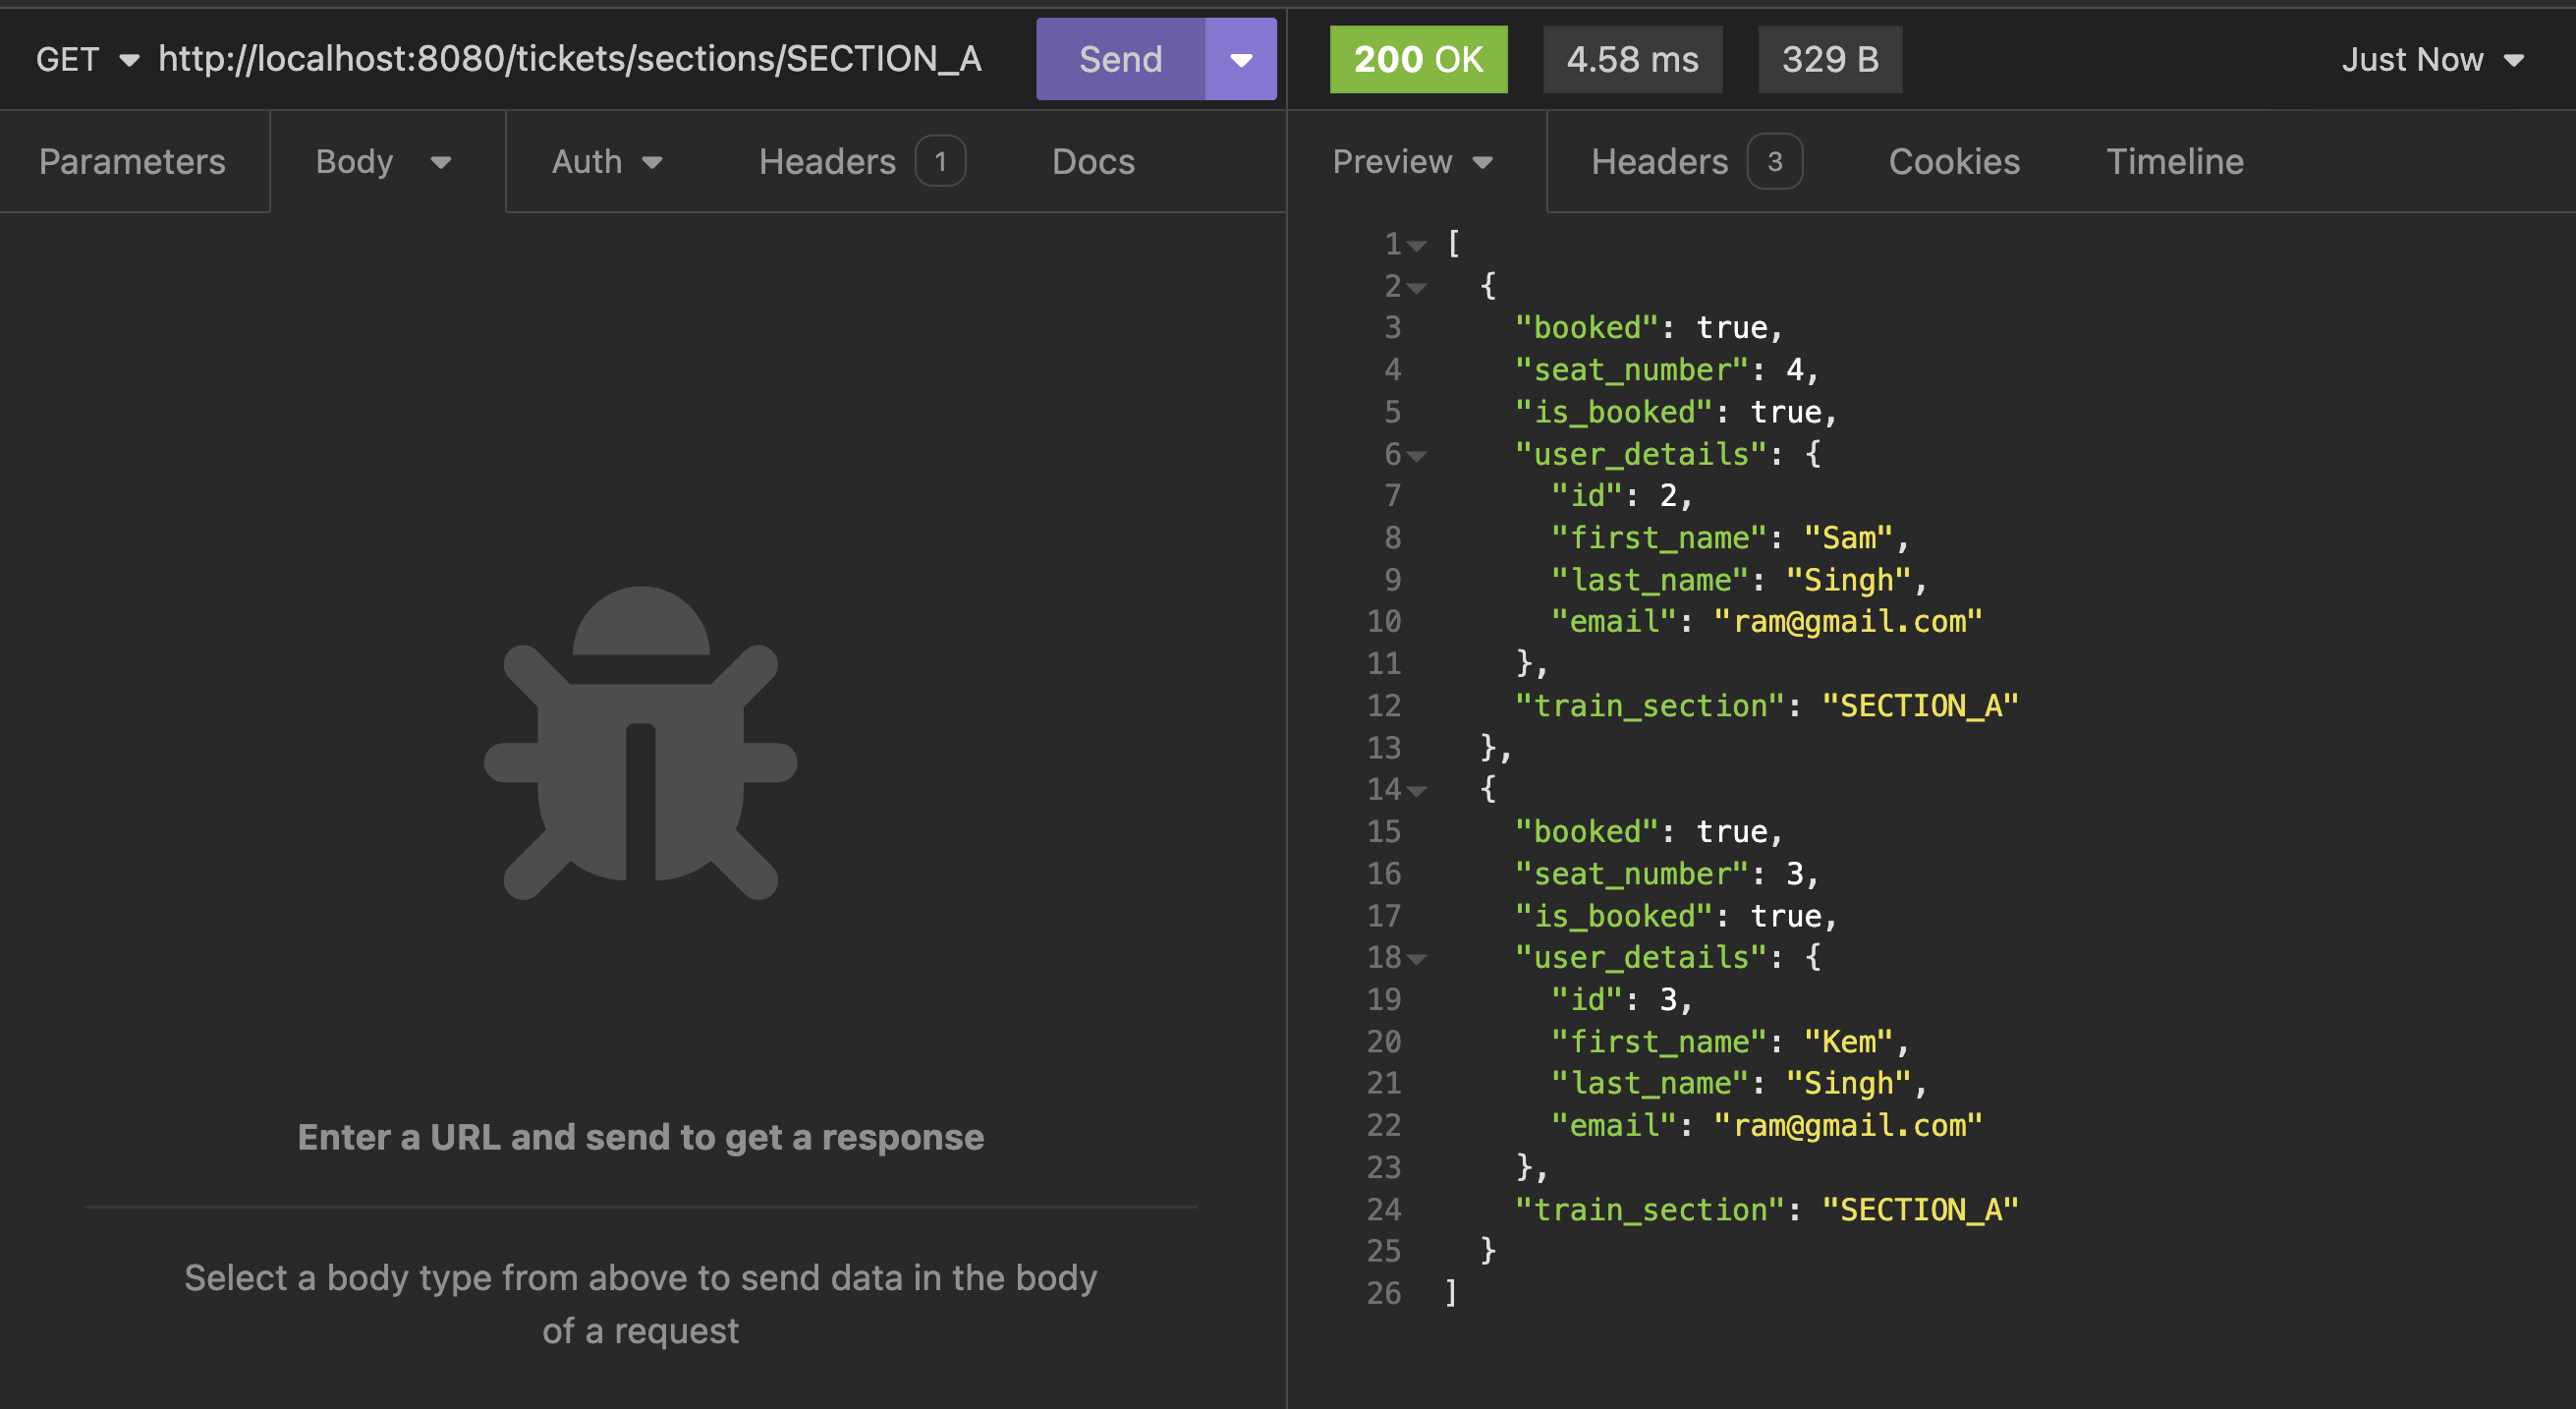 GET http://localhost:8080/tickets/sections/SECTION_A Send
200 OK 4.58 ms 329 B Just Now
Parameters Body Auth Headers 1 Docs
Preview Headers 3 Cookies Timeline
Enter a URL and send to get a response
Select a body type from above to send data in the body
of a request
1 [
2 {
3 "booked": true,
4 "seat_number": 4,
5 "is_booked": true,
6 "user_details": {
7 "id": 2,
8 "first_name": "Sam",
9 "last_name": "Singh",
10 "email": "ram@gmail.com"
11 },
12 "train_section": "SECTION_A"
13 },
14 {
15 "booked": true,
16 "seat_number": 3,
17 "is_booked": true,
18 "user_details": {
19 "id": 3,
20 "first_name": "Kem",
21 "last_name": "Singh",
22 "email": "ram@gmail.com"
23 },
24 "train_section": "SECTION_A"
25 }
26 ]